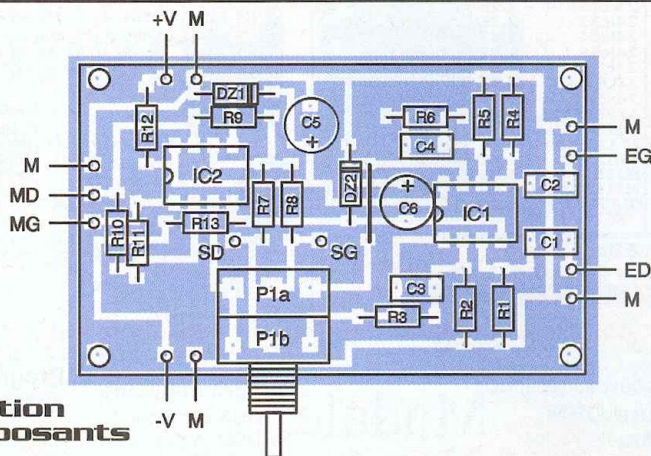 +V M
DZ1
R12
R9
C5
R6
C4
R5
R4
M
EG
M
MD
MG
IC2
DZ2
C6
IC1
C2
C1
R10
R11
R13
R7
R8
SD
SG
ED
M
P1a
P1b
C3
R3
R2
R1
-V M
tion
posants